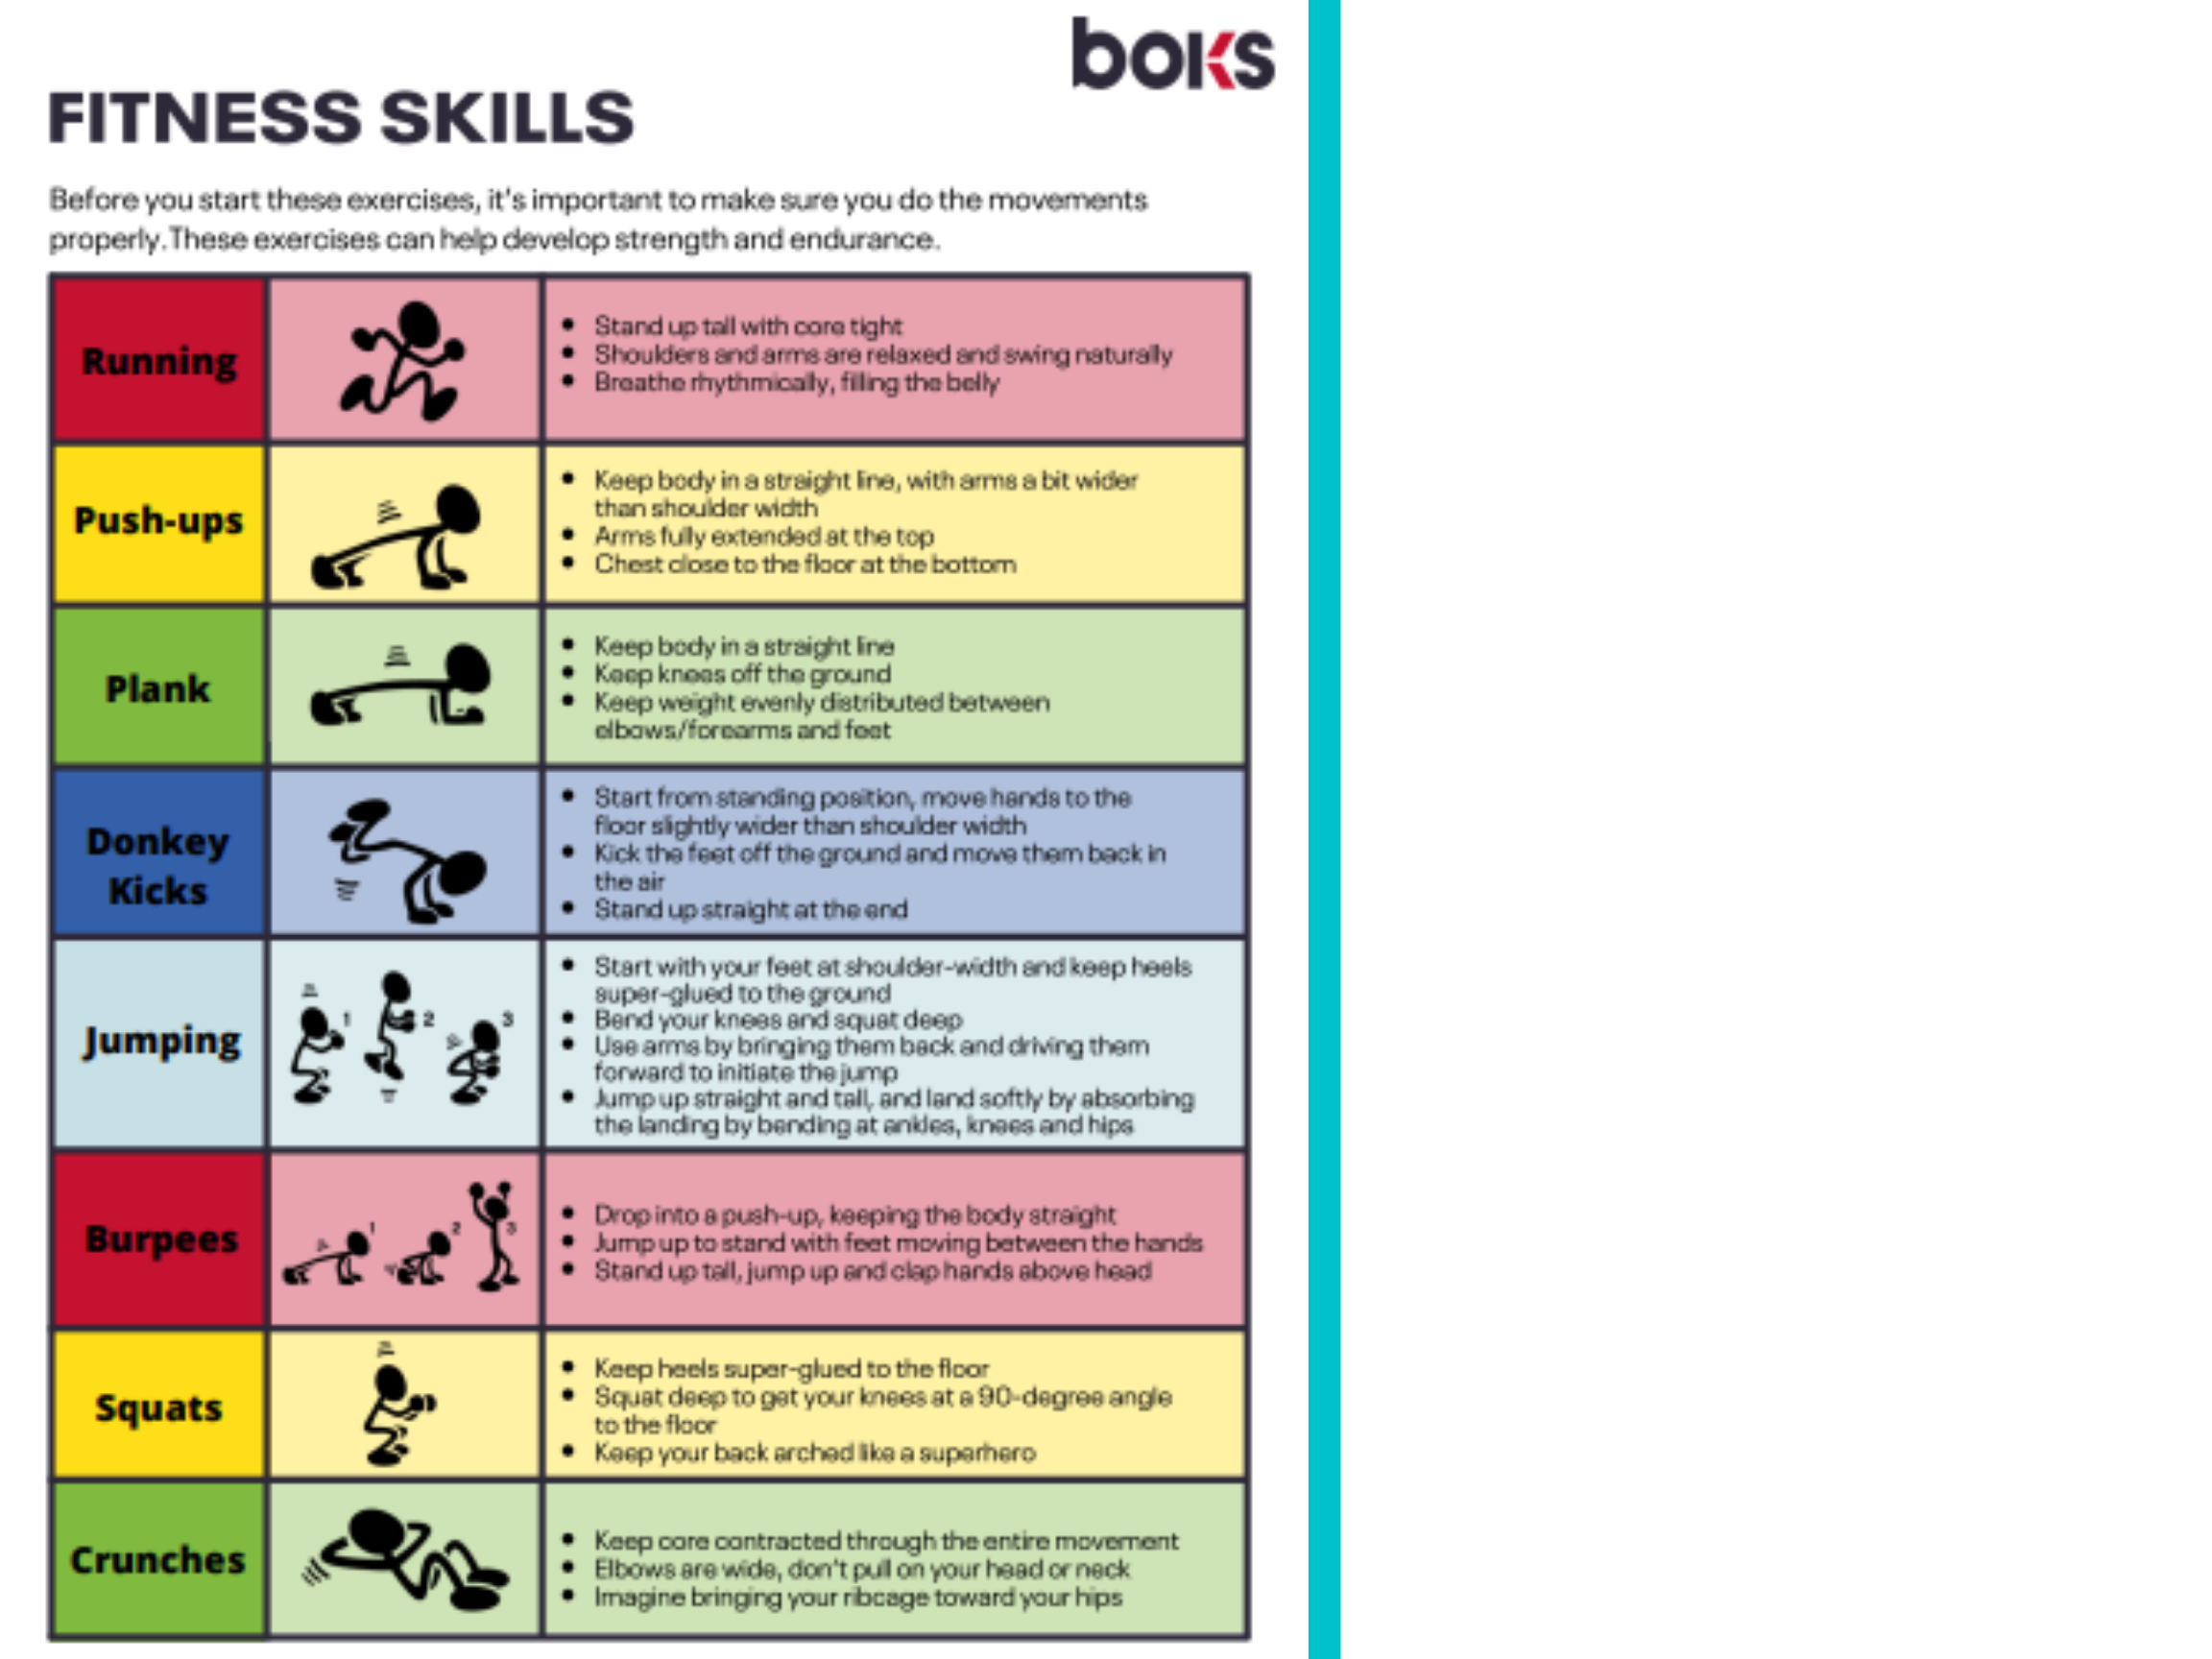 boks
FITNESS SKILLS
Before you start these exercises, it's important to make sure you do the movements
properly.These exercises can help develop strength and endurance.
Running
• Stand up tall with core tight
• Shoulders and arms are relaxed and swing naturally
• Breathe rhythmically, filling the belly
Push-ups
• Keep body in a straight line, with arms a bit wider
than shoulder width
• Arms fully extended at the top
• Chest close to the floor at the bottom
Plank
• Keep body in a straight line
• Keep knees off the ground
• Keep weight evenly distributed between
elbows/forearms and feet
Donkey
Kicks
• Start from standing position, move hands to the
floor slightly wider than shoulder width
• Kick the feet off the ground and move them back in
the air
• Stand up straight at the end
Jumping
1 2 3
• Start with your feet at shoulder-width and keep heels
super-glued to the ground
• Bend your knees and squat deep
• Use arms by bringing them back and driving them
forward to initiate the jump
• Jump up straight and tall, and land softly by absorbing
the landing by bending at ankles, knees and hips
Burpees
1 2 3
• Drop into a push-up, keeping the body straight
• Jump up to stand with feet moving between the hands
• Stand up tall, jump up and clap hands above head
Squats
• Keep heels super-glued to the floor
• Squat deep to get your knees at a 90-degree angle
to the floor
• Keep your back arched like a superhero
Crunches
• Keep core contracted through the entire movement
• Elbows are wide, don't pull on your head or neck
• Imagine bringing your ribcage toward your hips